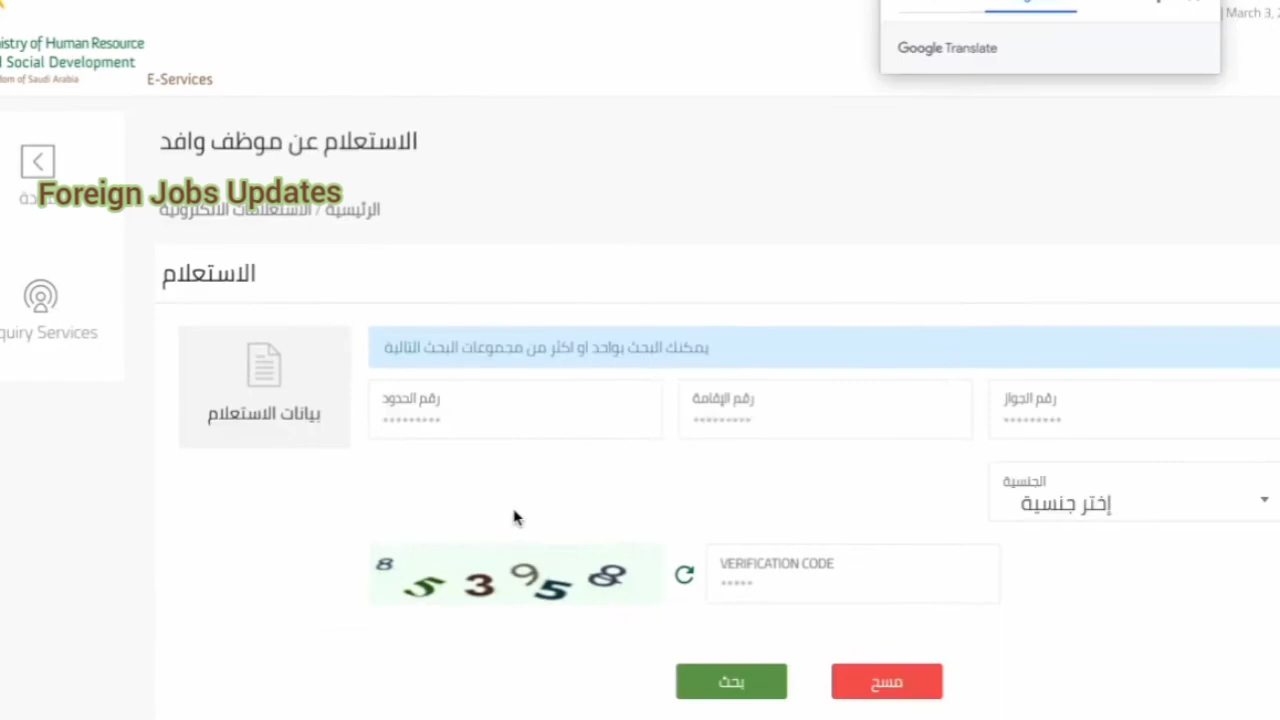 | March 3, 2
Google Translate
istry of Human Resource
l Social Development
dom of Saudi Arabia
E-Services
الاستعلام عن موظف وافد
Foreign Jobs Updates
الرئيسية / الاستعلامات الالكترونية
الاستعلام
quiry Services
يمكنك البحث بواحد او اكثر من مجموعات البحث التالية
بيانات الاستعلام
رقم الحدود
*********
رقم الإقامة
*********
رقم الجواز
*********
الجنسية
إختر جنسية
8 5 3 9 5 8
VERIFICATION CODE
*****
بحث
مسح